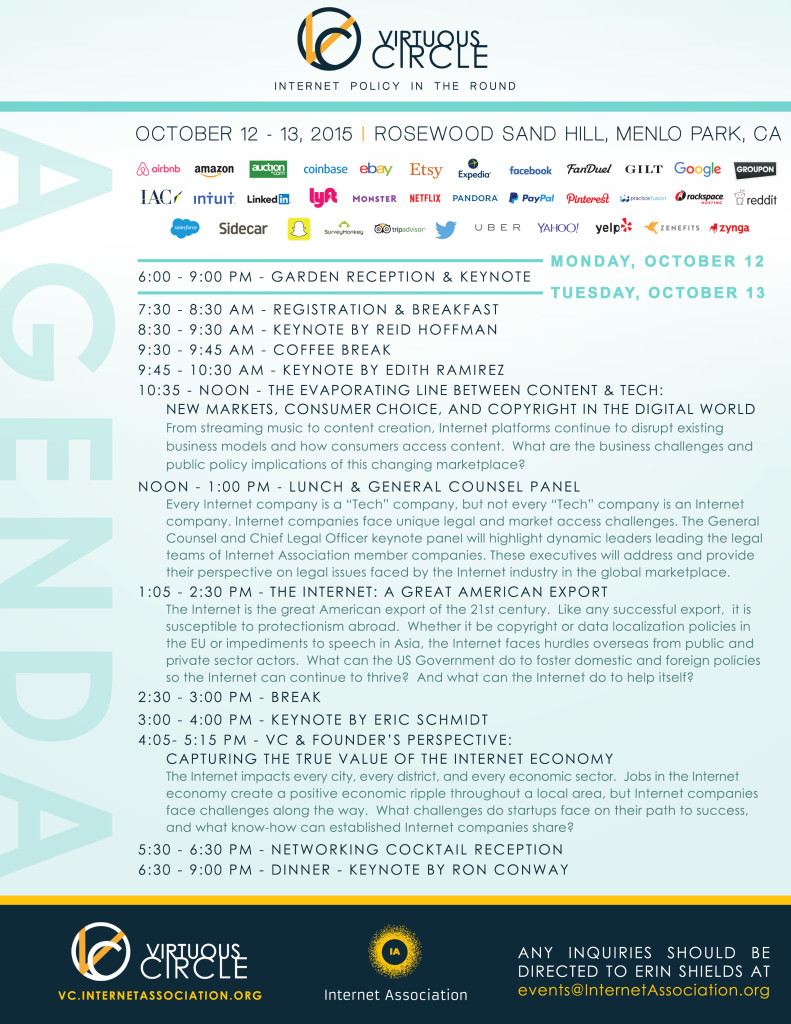 VIRTUOUS
CIRCLE
INTERNET POLICY IN THE ROUND
OCTOBER 12 - 13, 2015 | ROSEWOOD SAND HILL, MENLO PARK, CA
airbnb amazon auction.com coinbase ebay Etsy Expedia facebook FanDuel GILT Google GROUPON
IAC intuit LinkedIn lyft MONSTER NETFLIX PANDORA PayPal Pinterest practice fusion rackspace HOSTING reddit
salesforce Sidecar SurveyMonkey tripadvisor UBER YAHOO! yelp ZENEFITS zynga
AGENDA
MONDAY, OCTOBER 12
6:00 - 9:00 PM - GARDEN RECEPTION & KEYNOTE
TUESDAY, OCTOBER 13
7:30 - 8:30 AM - REGISTRATION & BREAKFAST
8:30 - 9:30 AM - KEYNOTE BY REID HOFFMAN
9:30 - 9:45 AM - COFFEE BREAK
9:45 - 10:30 AM - KEYNOTE BY EDITH RAMIREZ
10:35 - NOON - THE EVAPORATING LINE BETWEEN CONTENT & TECH:
NEW MARKETS, CONSUMER CHOICE, AND COPYRIGHT IN THE DIGITAL WORLD
From streaming music to content creation, Internet platforms continue to disrupt existing
business models and how consumers access content. What are the business challenges and
public policy implications of this changing marketplace?
NOON - 1:00 PM - LUNCH & GENERAL COUNSEL PANEL
Every Internet company is a “Tech” company, but not every “Tech” company is an Internet
company. Internet companies face unique legal and market access challenges. The General
Counsel and Chief Legal Officer keynote panel will highlight dynamic leaders leading the legal
teams of Internet Association member companies. These executives will address and provide
their perspective on legal issues faced by the Internet industry in the global marketplace.
1:05 - 2:30 PM - THE INTERNET: A GREAT AMERICAN EXPORT
The Internet is the great American export of the 21st century. Like any successful export, it is
susceptible to protectionism abroad. Whether it be copyright or data localization policies in
the EU or impediments to speech in Asia, the Internet faces hurdles overseas from public and
private sector actors. What can the US Government do to foster domestic and foreign policies
so the Internet can continue to thrive? And what can the Internet do to help itself?
2:30 - 3:00 PM - BREAK
3:00 - 4:00 PM - KEYNOTE BY ERIC SCHMIDT
4:05- 5:15 PM - VC & FOUNDER’S PERSPECTIVE:
CAPTURING THE TRUE VALUE OF THE INTERNET ECONOMY
The Internet impacts every city, every district, and every economic sector. Jobs in the Internet
economy create a positive economic ripple throughout a local area, but Internet companies
face challenges along the way. What challenges do startups face on their path to success,
and what know-how can established Internet companies share?
5:30 - 6:30 PM - NETWORKING COCKTAIL RECEPTION
6:30 - 9:00 PM - DINNER - KEYNOTE BY RON CONWAY
VIRTUOUS
CIRCLE
VC.INTERNETASSOCIATION.ORG
IA
Internet Association
ANY INQUIRIES SHOULD BE
DIRECTED TO ERIN SHIELDS AT
events@InternetAssociation.org